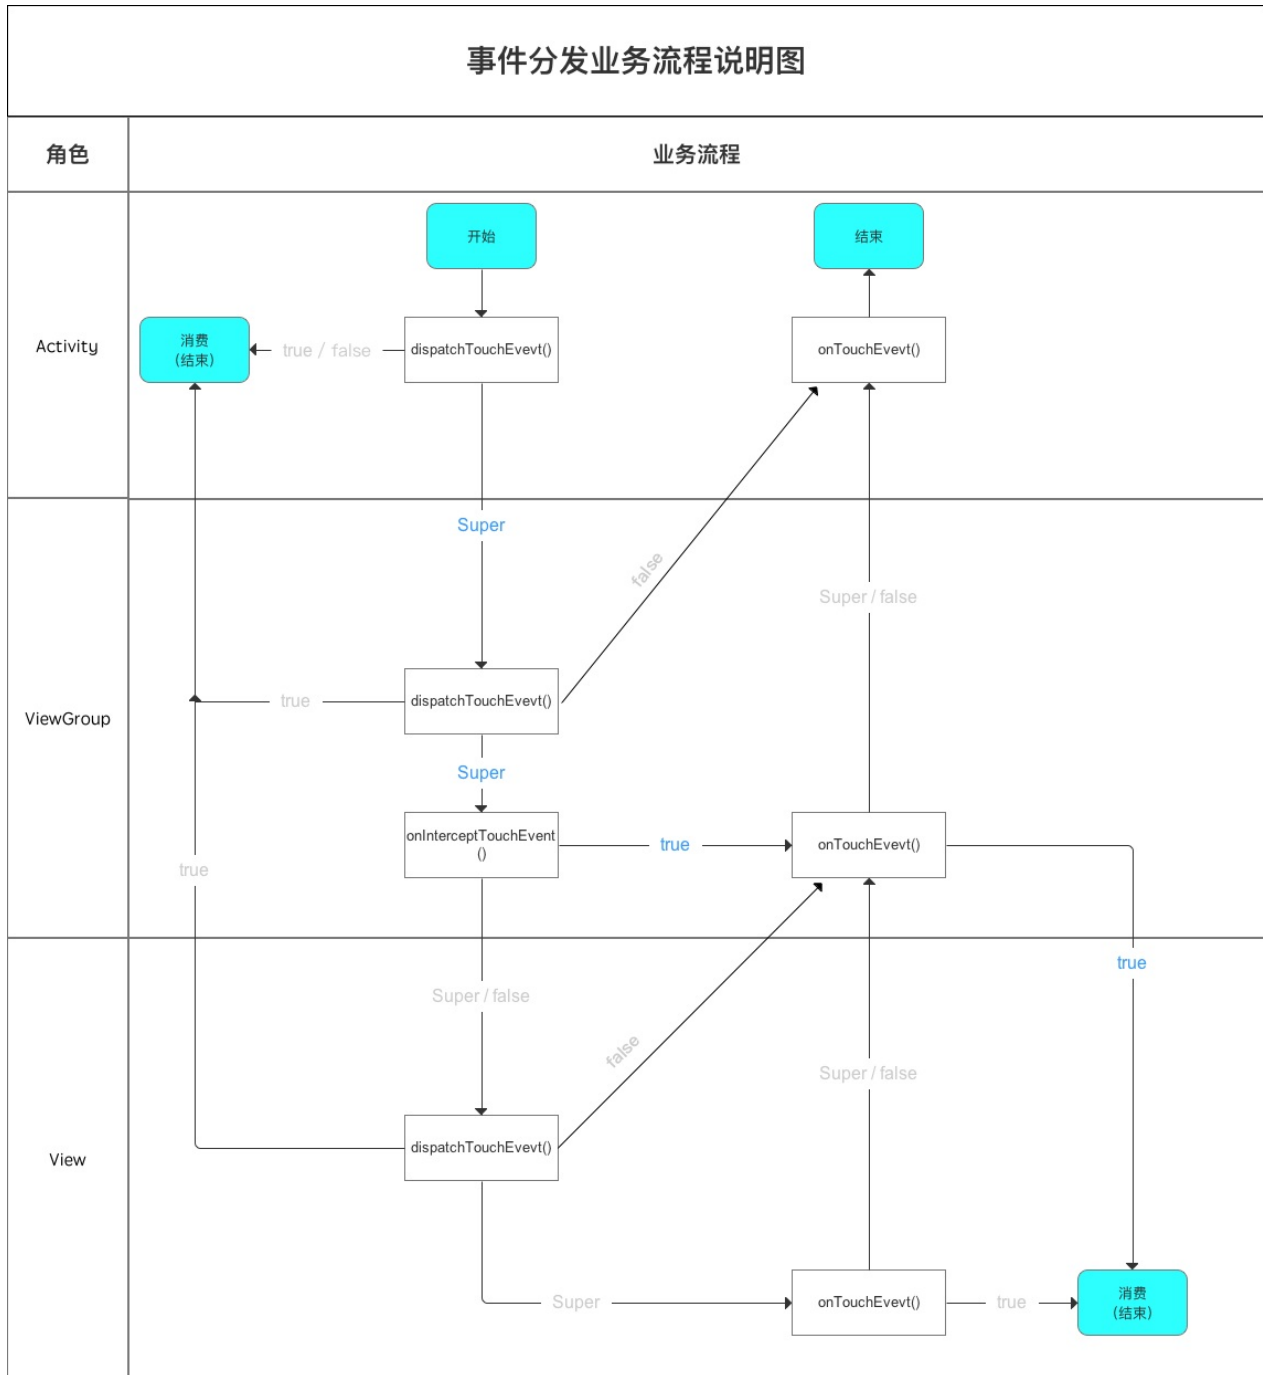 事件分发业务流程说明图
角色
业务流程
开始
结束
Activity
消费
(结束)
true / false
dispatchTouchEvevt()
onTouchEvevt()
Super
false
Super / false
ViewGroup
true
dispatchTouchEvevt()
Super
onInterceptTouchEvent
()
true
onTouchEvevt()
true
true
Super / false
false
Super / false
View
dispatchTouchEvevt()
Super
onTouchEvevt()
true
消费
(结束)